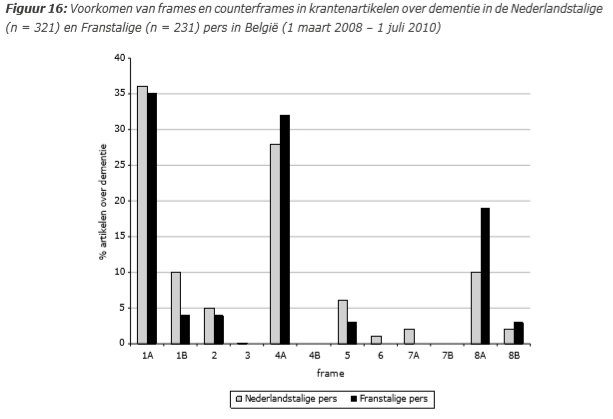 Figuur 16: Voorkomen van frames en counterframes in krantenartikelen over dementie in de Nederlandstalige
(n = 321) en Franstalige (n = 231) pers in België (1 maart 2008 – 1 juli 2010)
40
35
30
25
20
15
10
5
0
% artikelen over dementie
1A 1B 2 3 4A 4B 5 6 7A 7B 8A 8B
frame
Nederlandstalige pers Franstalige pers